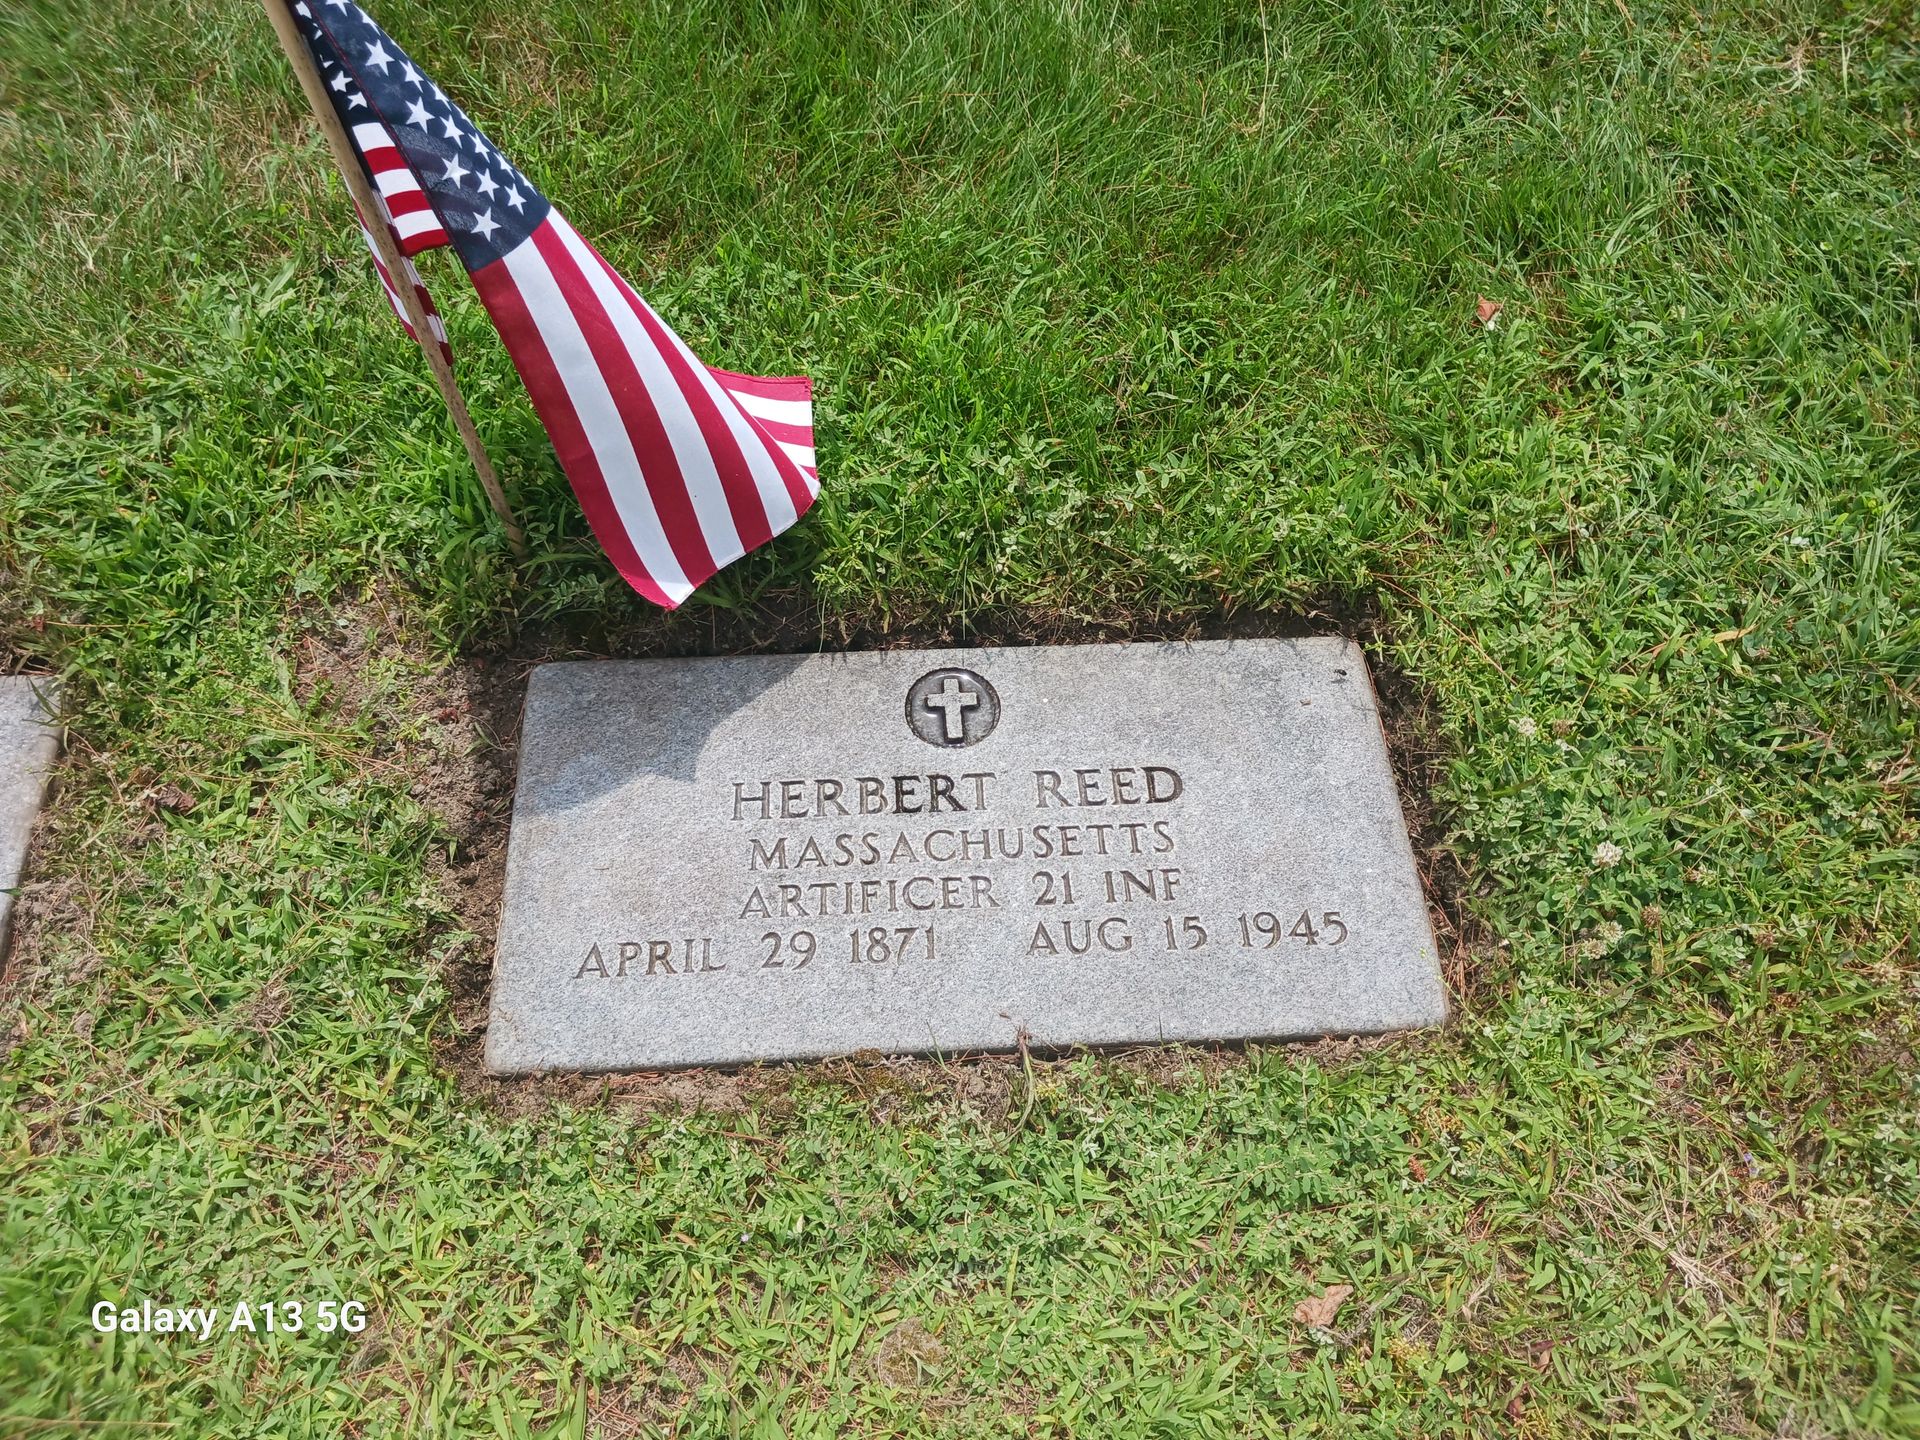 HERBERT REED
MASSACHUSETTS
ARTIFICER 21 INF
APRIL 29 1871 AUG 15 1945
Galaxy A13 5G